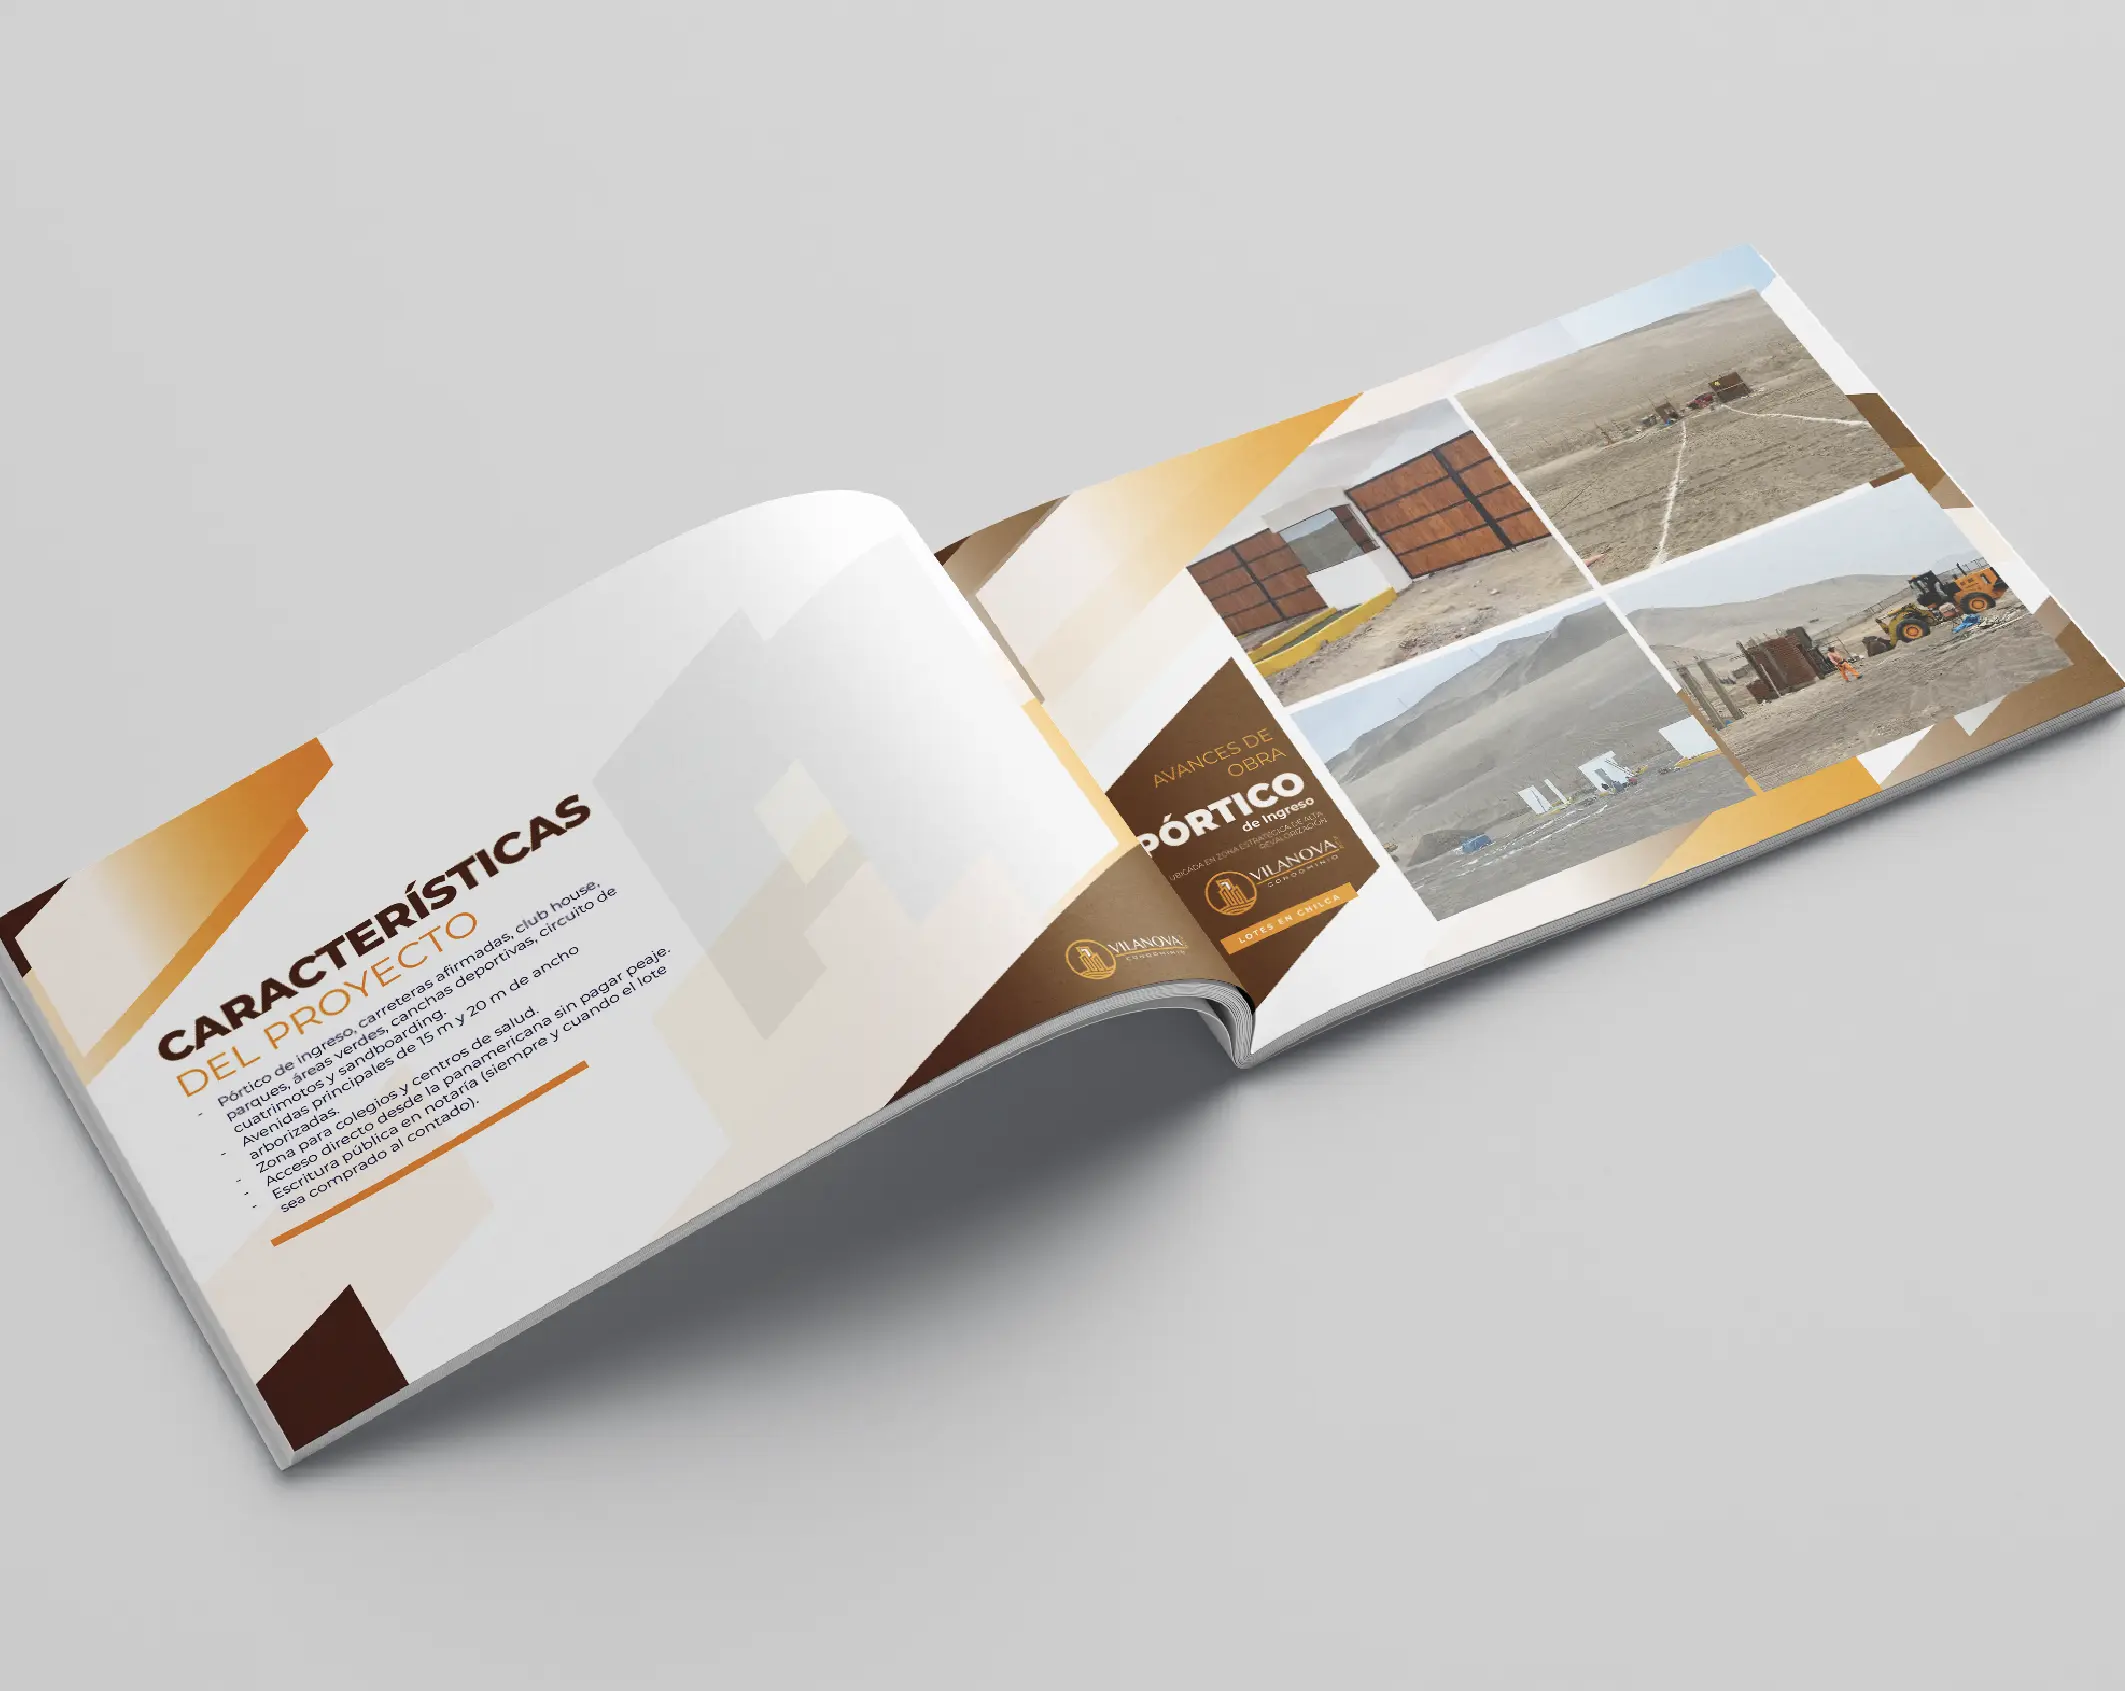 CARACTERÍSTICAS
DEL PROYECTO
- Pórtico de ingreso, carreteras afirmadas, club house,
parques, áreas verdes, canchas deportivas, circuito de
cuatrimotos y sandboarding.
- Avenidas principales de 15 m y 20 m de ancho
arborizadas.
- Zona para colegios y centros de salud.
- Acceso directo desde la panamericana sin pagar peaje.
- Escritura pública en notaría (siempre y cuando el lote
sea comprado al contado).
VILANOVA
CONDOMINIO
AVANCES DE
OBRA
PÓRTICO
de Ingreso
UBICADA EN ZONA ESTRATÉGICA DE ALTA
REVALORIZACIÓN
VILANOVA
CONDOMINIO
LOTES EN CHILCA